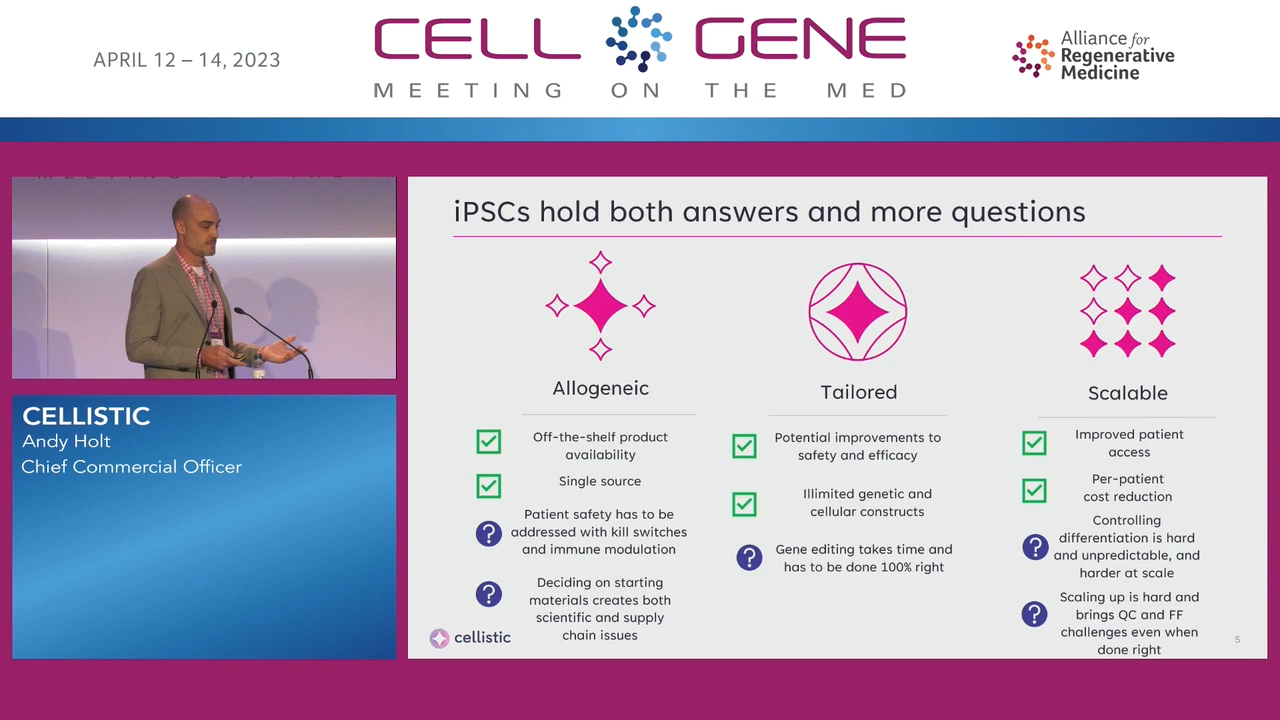 APRIL 12 – 14, 2023
CELL GENE
MEETING ON THE MED
Alliance for
Regenerative
Medicine
CELLISTIC
Andy Holt
Chief Commercial Officer
iPSCs hold both answers and more questions
Allogeneic
Off-the-shelf product
availability
Single source
? Patient safety has to be
addressed with kill switches
and immune modulation
? Deciding on starting
materials creates both
scientific and supply
chain issues
Tailored
Potential improvements to
safety and efficacy
Illimited genetic and
cellular constructs
? Gene editing takes time and
has to be done 100% right
Scalable
Improved patient
access
Per-patient
cost reduction
? Controlling
differentiation is hard
and unpredictable, and
harder at scale
? Scaling up is hard and
brings QC and FF
challenges even when
done right
cellistic
5